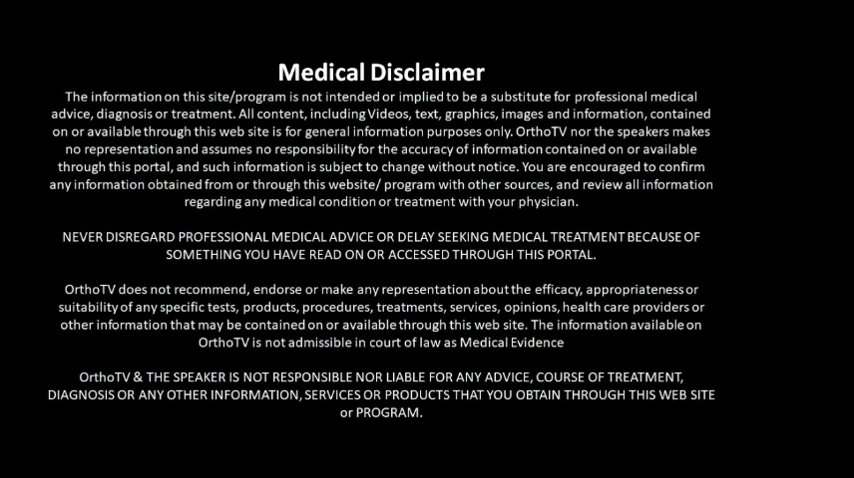 Medical Disclaimer
The information on this site/program is not intended or implied to be a substitute for professional medical
advice, diagnosis or treatment. All content, including Videos, text, graphics, images and information, contained
on or available through this web site is for general information purposes only. OrthoTV nor the speakers makes
no representation and assumes no responsibility for the accuracy of information contained on or available
through this portal, and such information is subject to change without notice. You are encouraged to confirm
any information obtained from or through this website/ program with other sources, and review all information
regarding any medical condition or treatment with your physician.
NEVER DISREGARD PROFESSIONAL MEDICAL ADVICE OR DELAY SEEKING MEDICAL TREATMENT BECAUSE OF
SOMETHING YOU HAVE READ ON OR ACCESSED THROUGH THIS PORTAL.
OrthoTV does not recommend, endorse or make any representation about the efficacy, appropriateness or
suitability of any specific tests, products, procedures, treatments, services, opinions, health care providers or
other information that may be contained on or available through this web site. The information available on
OrthoTV is not admissible in court of law as Medical Evidence
OrthoTV & THE SPEAKER IS NOT RESPONSIBLE NOR LIABLE FOR ANY ADVICE, COURSE OF TREATMENT,
DIAGNOSIS OR ANY OTHER INFORMATION, SERVICES OR PRODUCTS THAT YOU OBTAIN THROUGH THIS WEB SITE
or PROGRAM.